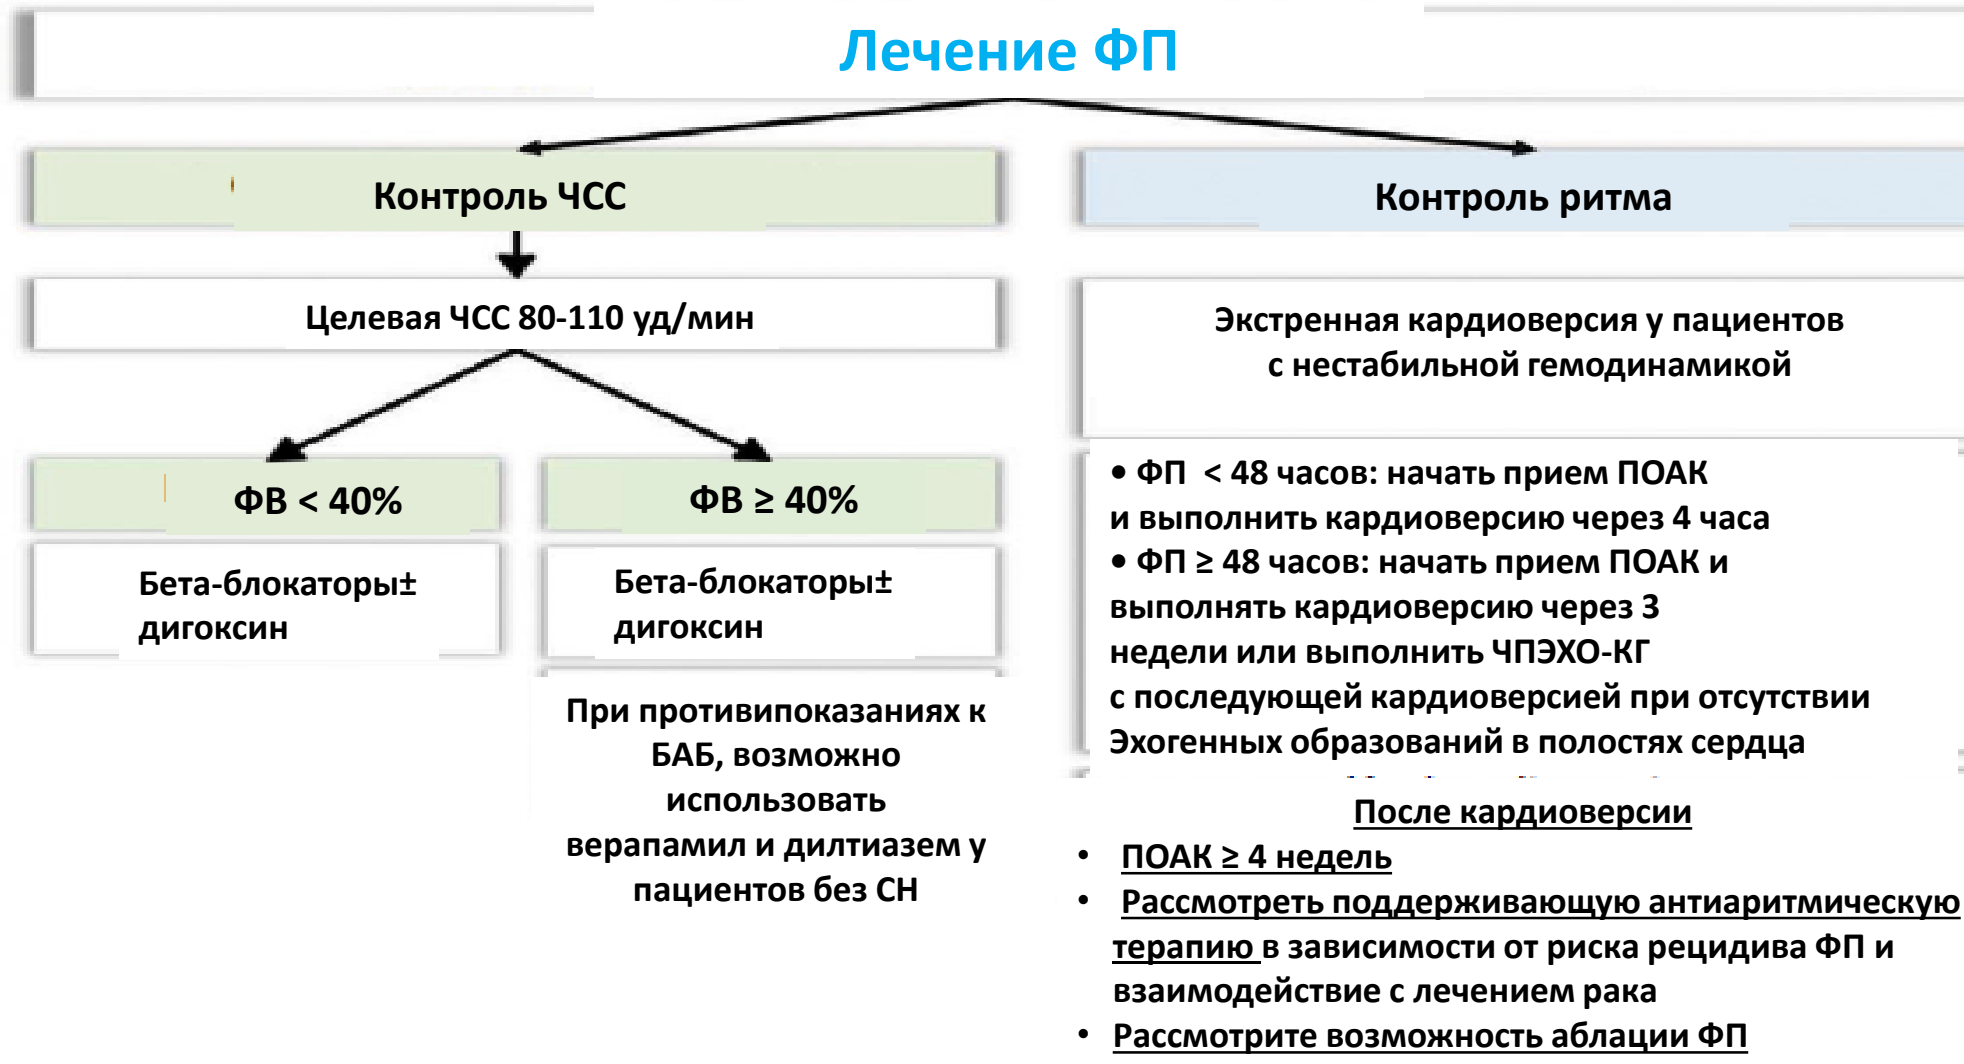 Лечение ФП
Контроль ЧСС
Целевая ЧСС 80-110 уд/мин
ФВ < 40%
Бета-блокаторы±
дигоксин
ФВ ≥ 40%
Бета-блокаторы±
дигоксин
При противипоказаниях к
БАБ, возможно
использовать
верапамил и дилтиазем у
пациентов без СН
Контроль ритма
Экстренная кардиоверсия у пациентов
с нестабильной гемодинамикой
• ФП < 48 часов: начать прием ПОАК
и выполнить кардиоверсию через 4 часа
• ФП ≥ 48 часов: начать прием ПОАК и
выполнять кардиоверсию через 3
недели или выполнить ЧПЭХО-КГ
с последующей кардиоверсией при отсутствии
Эхогенных образований в полостях сердца
После кардиоверсии
• ПОАК ≥ 4 недель
• Рассмотреть поддерживающую антиаритмическую
терапию в зависимости от риска рецидива ФП и
взаимодействие с лечением рака
• Рассмотрите возможность аблации ФП